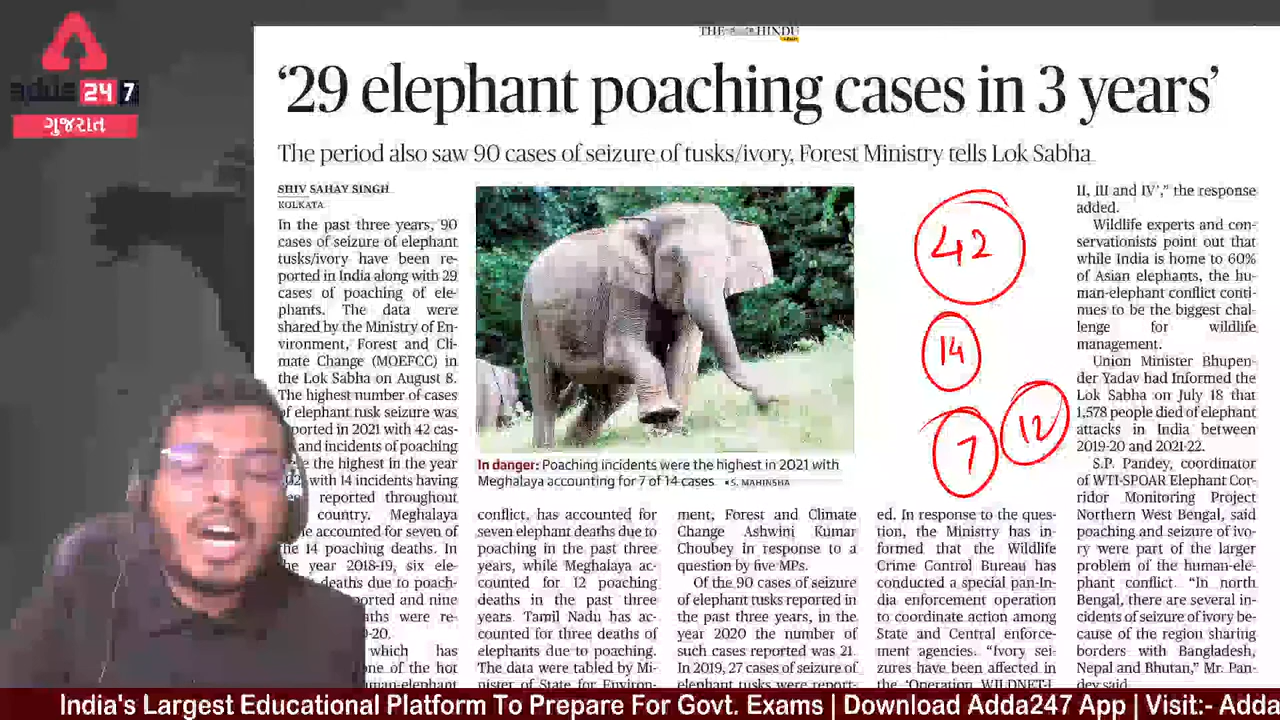 24 7
ગુજરાત
THE HINDU
‘29 elephant poaching cases in 3 years’
The period also saw 90 cases of seizure of tusks/ivory, Forest Ministry tells Lok Sabha
SHIV SAHAY SINGH
KOLKATA
In the past three years, 90
cases of seizure of elephant
tusks/ivory have been re-
ported in India along with 29
cases of poaching of ele-
phants. The data were
shared by the Ministry of En-
vironment, Forest and Cli-
mate Change (MOEFCC) in
the Lok Sabha on August 8.
The highest number of cases
of elephant tusk seizure was
reported in 2021 with 42 cas-
and incidents of poaching
the highest in the year
with 14 incidents having
reported throughout
country. Meghalaya
accounted for seven of
the 14 poaching deaths. In
the year 2018-19, six ele-
deaths due to poach-
and nine
were re-
which has
one of the hot
In danger: Poaching incidents were the highest in 2021 with
Meghalaya accounting for 7 of 14 cases ▪S. MAHINSHA
conflict, has accounted for
seven elephant deaths due to
poaching in the past three
years, while Meghalaya ac-
counted for 12 poaching
deaths in the past three
years. Tamil Nadu has ac-
counted for three deaths of
elephants due to poaching.
The data were tabled by Mi-
nister of State for Environ-
ment, Forest and Climate
Change Ashwini Kumar
Choubey in response to a
question by five MPs.
Of the 90 cases of seizure
of elephant tusks reported in
the past three years, in the
year 2020 the number of
such cases reported was 21.
In 2019, 27 cases of seizure of
elephant tusks were report-
42
14
7
12
ed. In response to the ques-
tion, the Ministry has in-
formed that the Wildlife
Crime Control Bureau has
conducted a special pan-In-
dia enforcement operation
to coordinate action among
State and Central enforce-
ment agencies. “Ivory sei-
zures have been affected in
the ‘Operation WILDNET-I,
II, III and IV’,” the response
added.
Wildlife experts and con-
servationists point out that
while India is home to 60%
of Asian elephants, the hu-
man-elephant conflict conti-
nues to be the biggest chal-
lenge for wildlife
management.
Union Minister Bhupen-
der Yadav had informed the
Lok Sabha on July 18 that
1,578 people died of elephant
attacks in India between
2019-20 and 2021-22.
S.P. Pandey, coordinator
of WTI-SPOAR Elephant Cor-
ridor Monitoring Project
Northern West Bengal, said
poaching and seizure of ivo-
ry were part of the larger
problem of the human-ele-
phant conflict. “In north
Bengal, there are several in-
cidents of seizure of ivory be-
cause of the region sharing
borders with Bangladesh,
Nepal and Bhutan,” Mr. Pan-
dey said.
India's Largest Educational Platform To Prepare For Govt. Exams | Download Adda247 App | Visit:- Adda